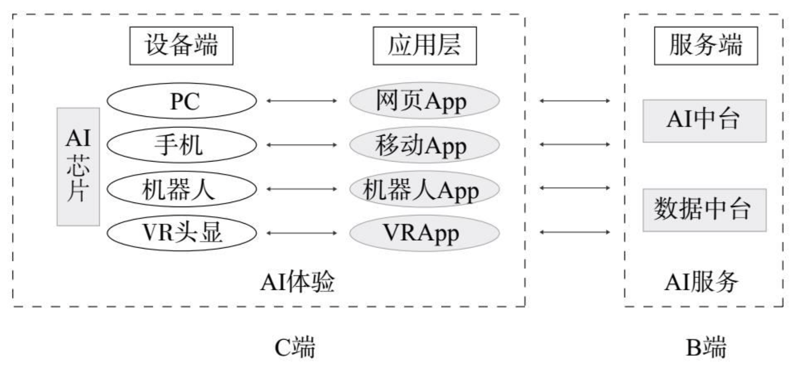 设备端 应用层 服务端
AI芯片
PC 网页App
手机 移动App
机器人 机器人App
VR头显 VRApp
AI中台
数据中台
AI体验 AI服务
C端 B端